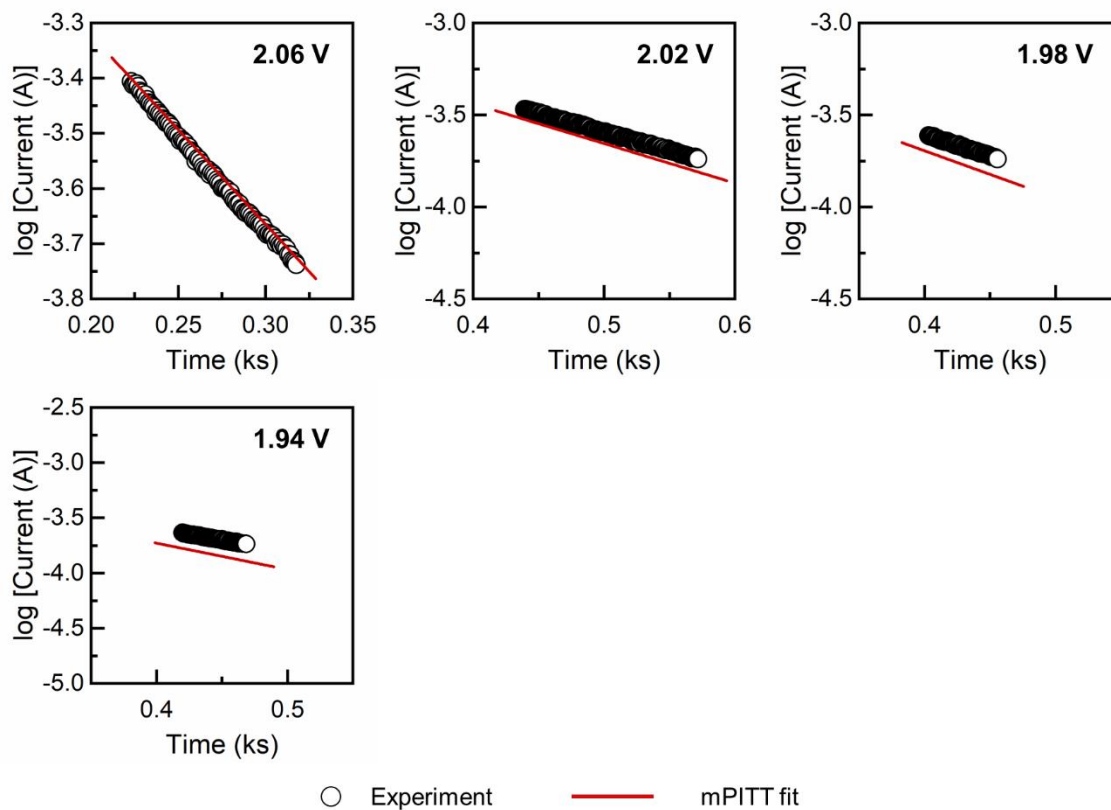 2.06 V
log [Current (A)]
-3.3
-3.4
-3.5
-3.6
-3.7
-3.8
0.20 0.25 0.30 0.35
Time (ks)
2.02 V
log [Current (A)]
-3.0
-3.5
-4.0
-4.5
0.4 0.5 0.6
Time (ks)
1.98 V
log [Current (A)]
-3.0
-3.5
-4.0
-4.5
0.4 0.5
Time (ks)
1.94 V
log [Current (A)]
-2.5
-3.0
-3.5
-4.0
-4.5
-5.0
0.4 0.5
Time (ks)
Experiment mPITT fit